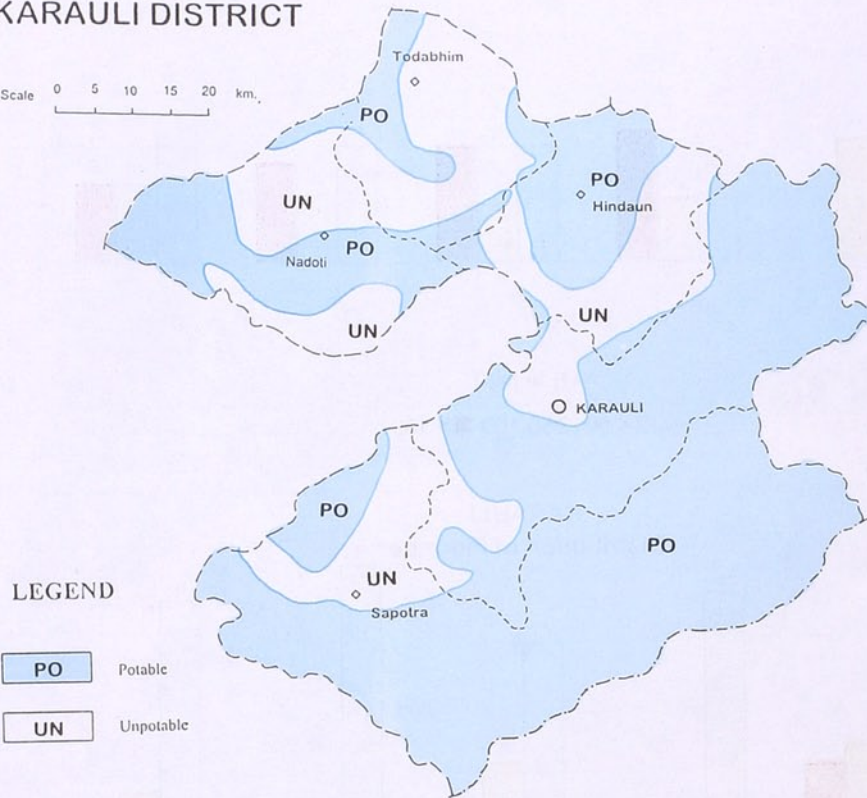 KARAULI DISTRICT
Scale 0 5 10 15 20 km.
Todabhim
PO
PO
Hindaun
UN
Nadoti
PO
UN
UN
KARAULI
PO
PO
UN
Sapotra
LEGEND
PO Potable
UN Unpotable